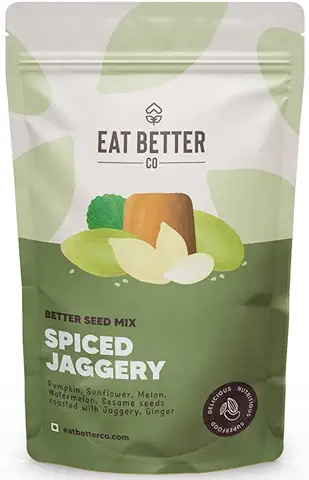 EAT BETTER
CO
BETTER SEED MIX
SPICED
JAGGERY
Pumpkin, Sunflower, Melon,
Watermelon, Sesame seeds
roasted with Jaggery, Ginger
DELICIOUS . NUTRITIOUS . SUPERFOOD
eatbetterco.com